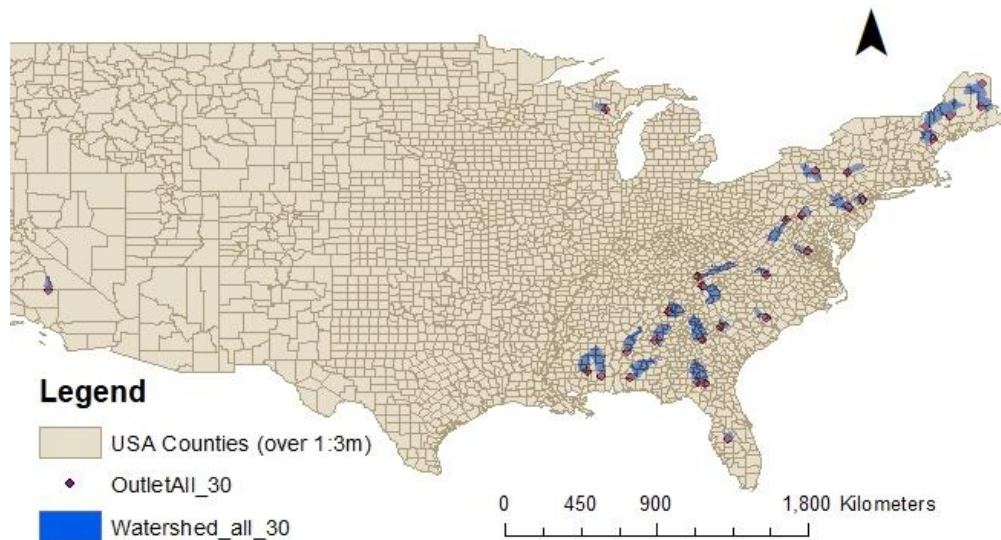 Legend
USA Counties (over 1:3m)
OutletAll_30
Watershed_all_30
0 450 900 1,800 Kilometers